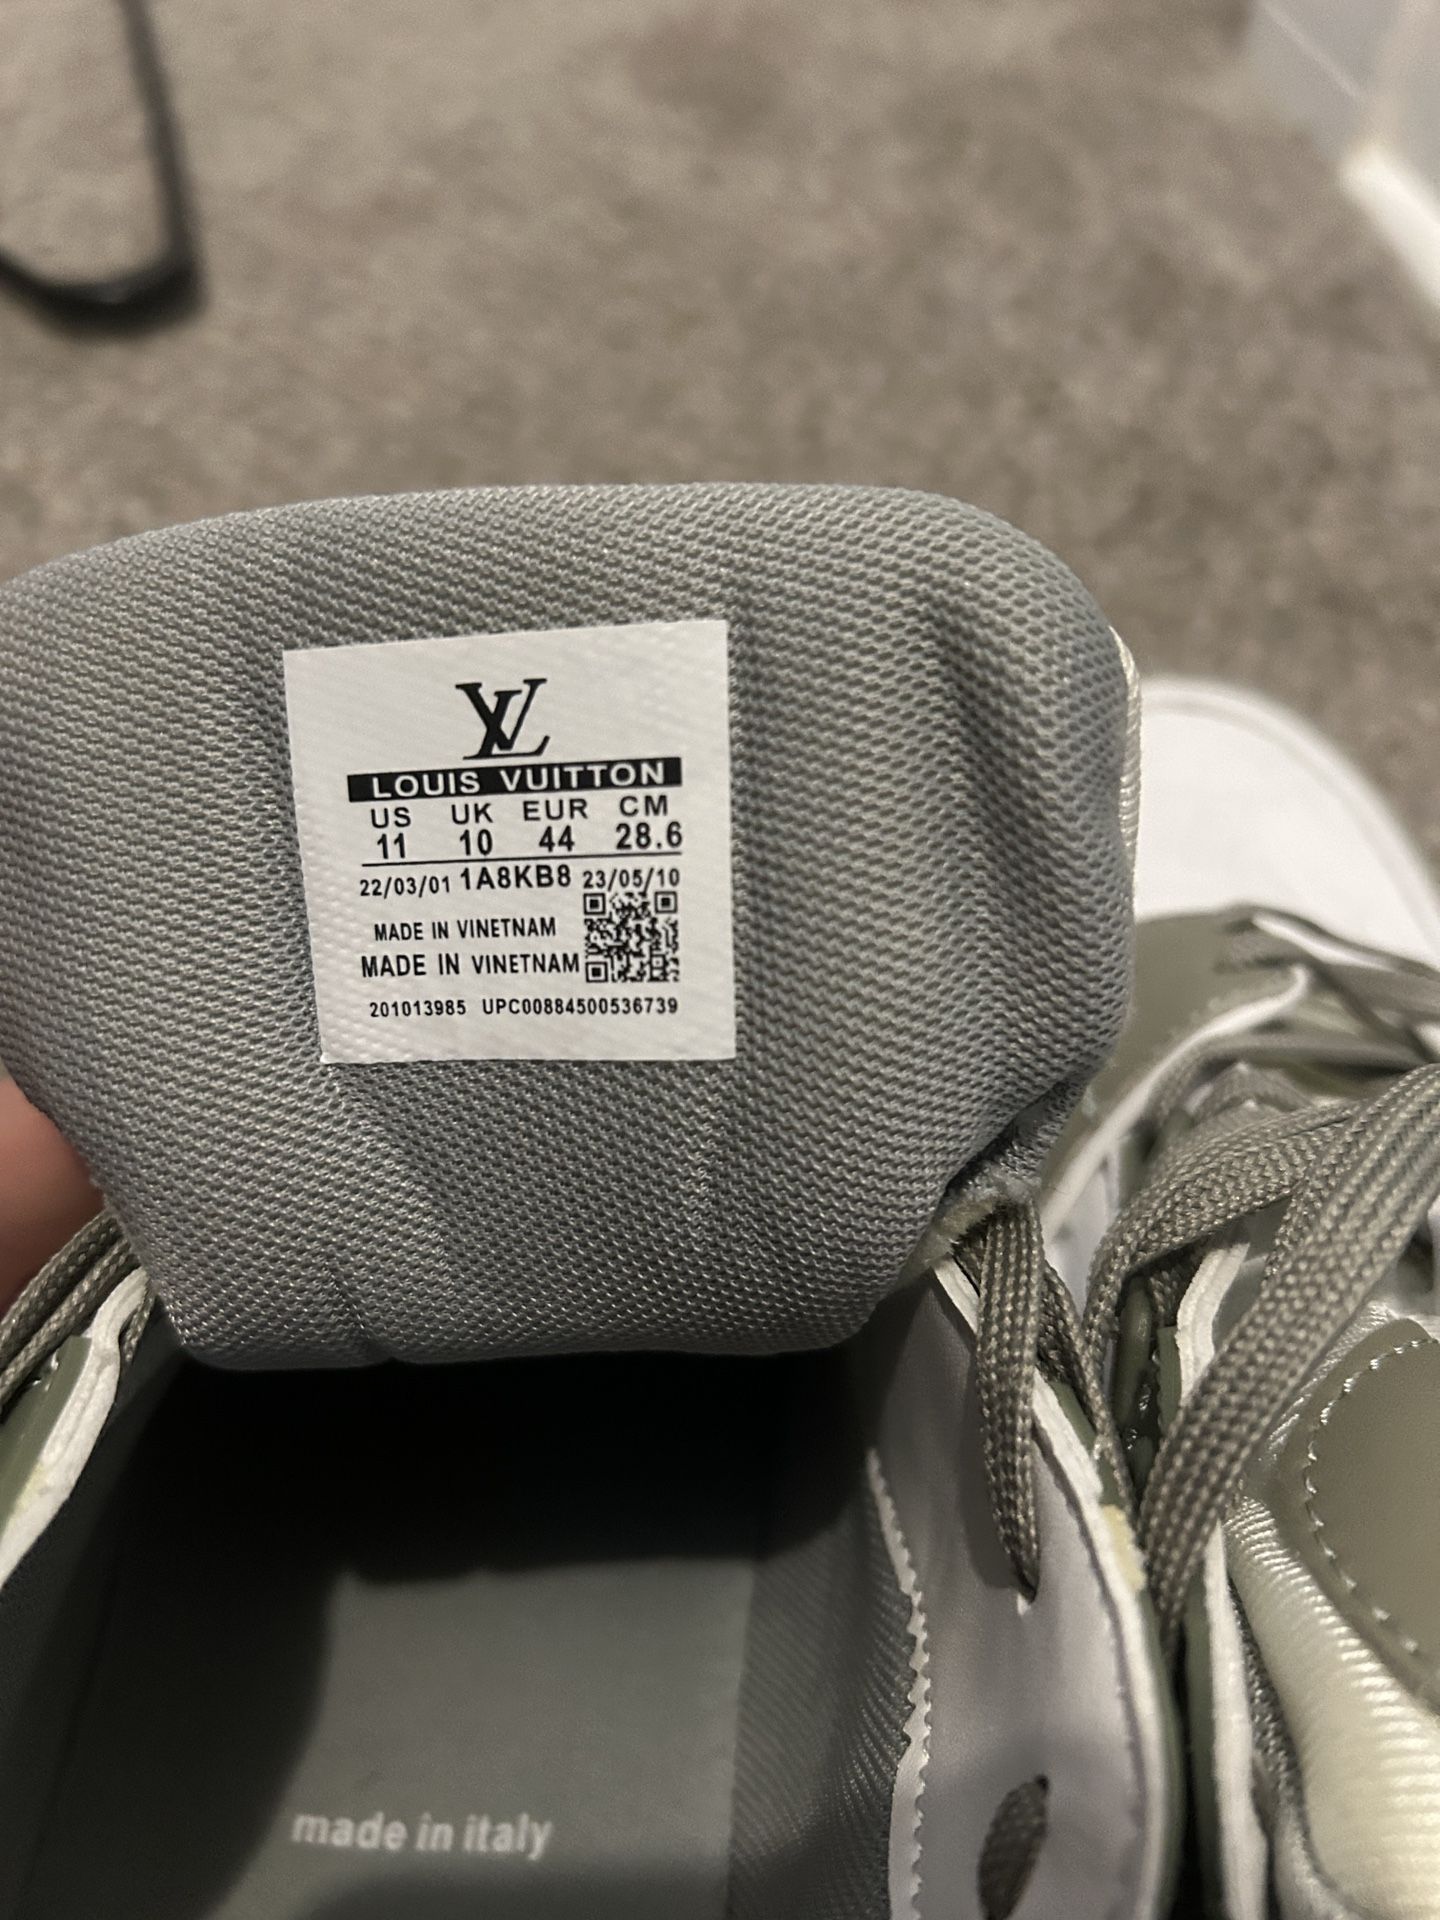 LV
LOUIS VUITTON
US UK EUR CM
11 10 44 28.6
22/03/01 1A8KB8 23/05/10
MADE IN VINETNAM
MADE IN VINETNAM
201013985 UPC00884500536739
made in italy